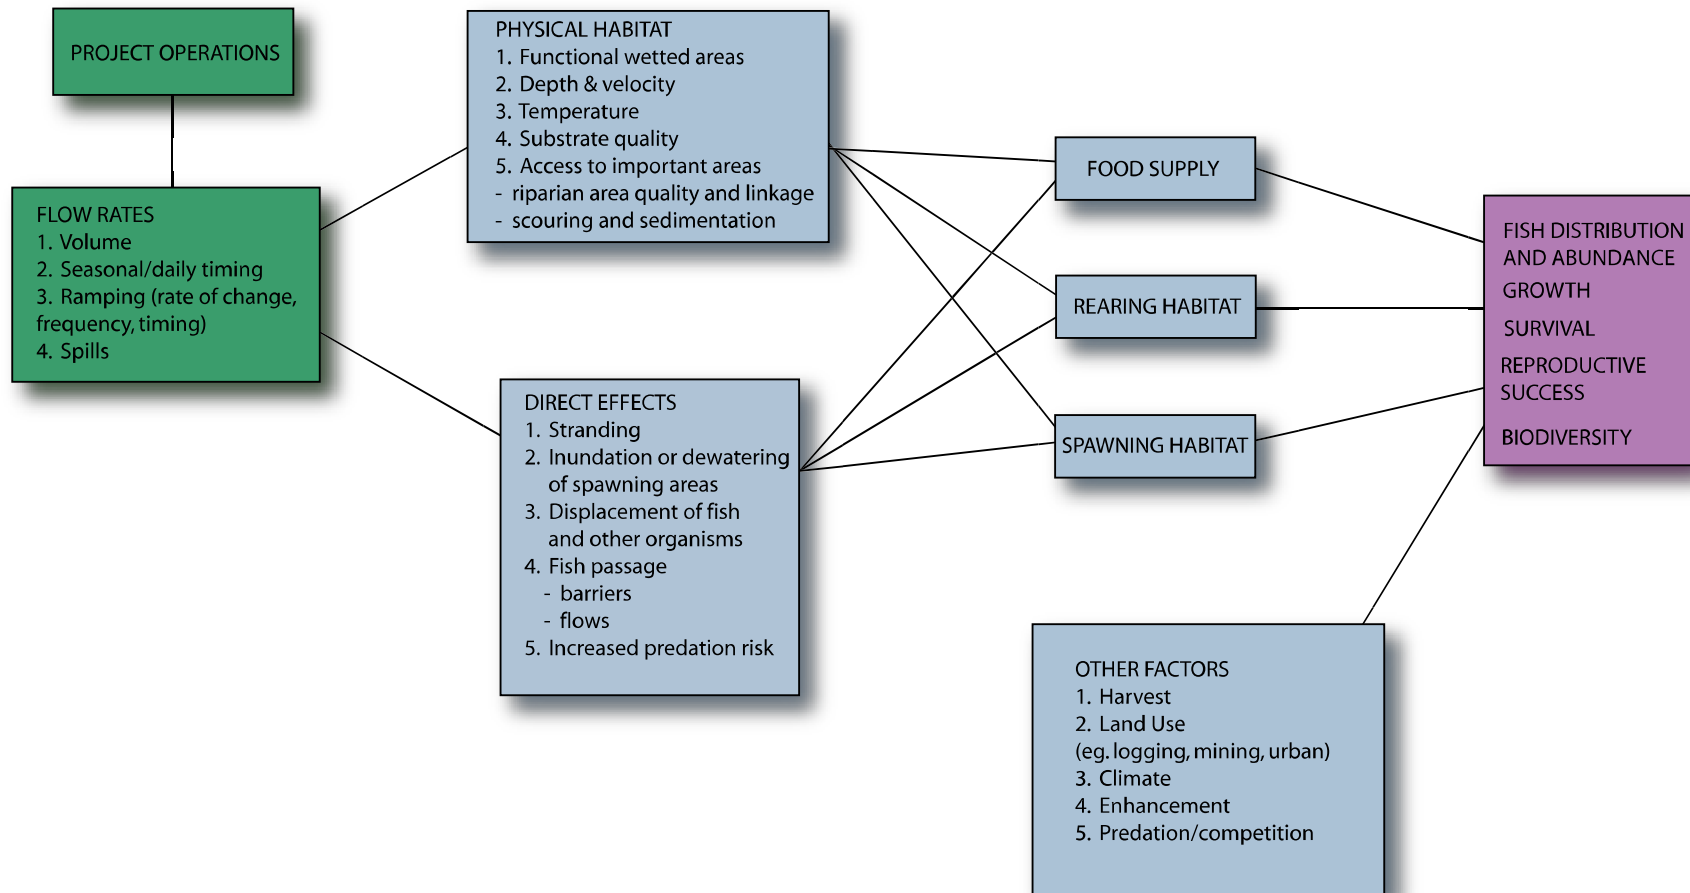 PROJECT OPERATIONS
FLOW RATES
1. Volume
2. Seasonal/daily timing
3. Ramping (rate of change,
frequency, timing)
4. Spills
PHYSICAL HABITAT
1. Functional wetted areas
2. Depth & velocity
3. Temperature
4. Substrate quality
5. Access to important areas
- riparian area quality and linkage
- scouring and sedimentation
DIRECT EFFECTS
1. Stranding
2. Inundation or dewatering
of spawning areas
3. Displacement of fish
and other organisms
4. Fish passage
- barriers
- flows
5. Increased predation risk
FOOD SUPPLY
REARING HABITAT
SPAWNING HABITAT
FISH DISTRIBUTION
AND ABUNDANCE
GROWTH
SURVIVAL
REPRODUCTIVE
SUCCESS
BIODIVERSITY
OTHER FACTORS
1. Harvest
2. Land Use
(eg. logging, mining, urban)
3. Climate
4. Enhancement
5. Predation/competition